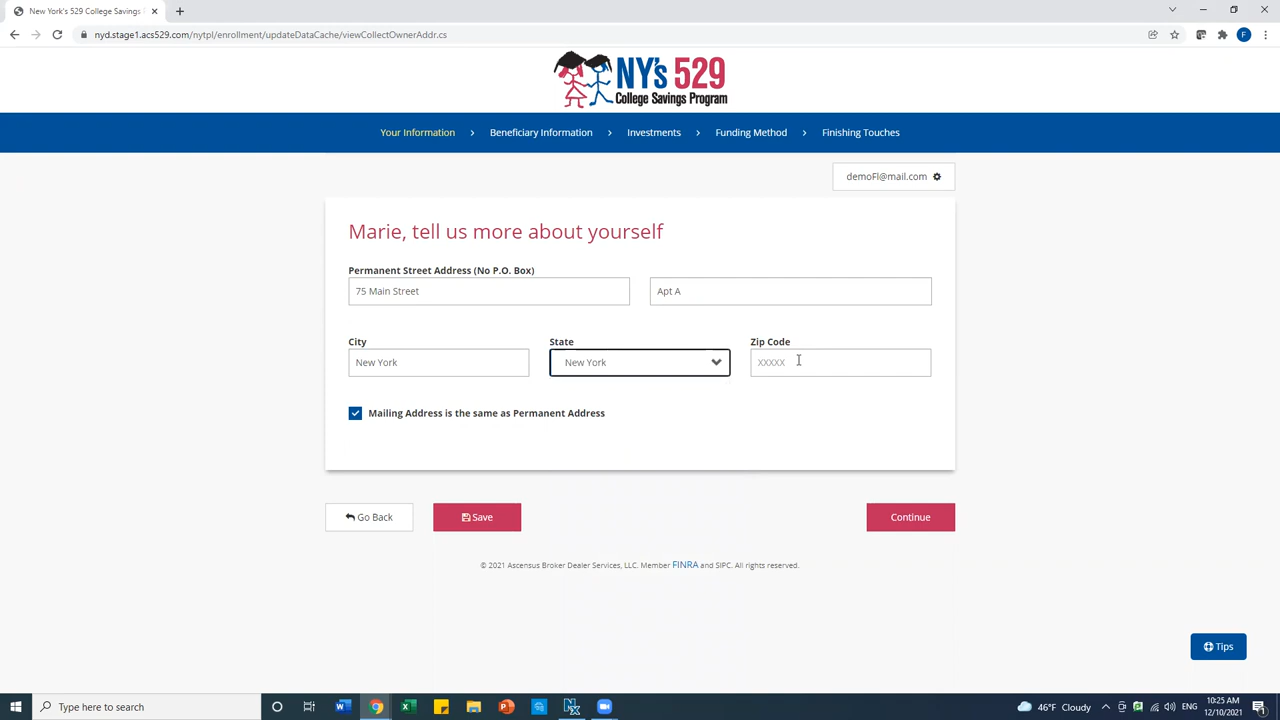 New York's 529 College Savings
nyd.stage1.acs529.com/nytpl/enrollment/updateDataCache/viewCollectOwnerAddr.cs
F
NY's 529
College Savings Program
Your Information > Beneficiary Information > Investments > Funding Method > Finishing Touches
demoFl@mail.com
Marie, tell us more about yourself
Permanent Street Address (No P.O. Box)
75 Main Street Apt A
City State Zip Code
New York New York XXXXX
Mailing Address is the same as Permanent Address
Go Back Save Continue
© 2021 Ascensus Broker Dealer Services, LLC. Member FINRA and SIPC. All rights reserved.
Tips
Type here to search
46°F Cloudy
10:25 AM
12/10/2021